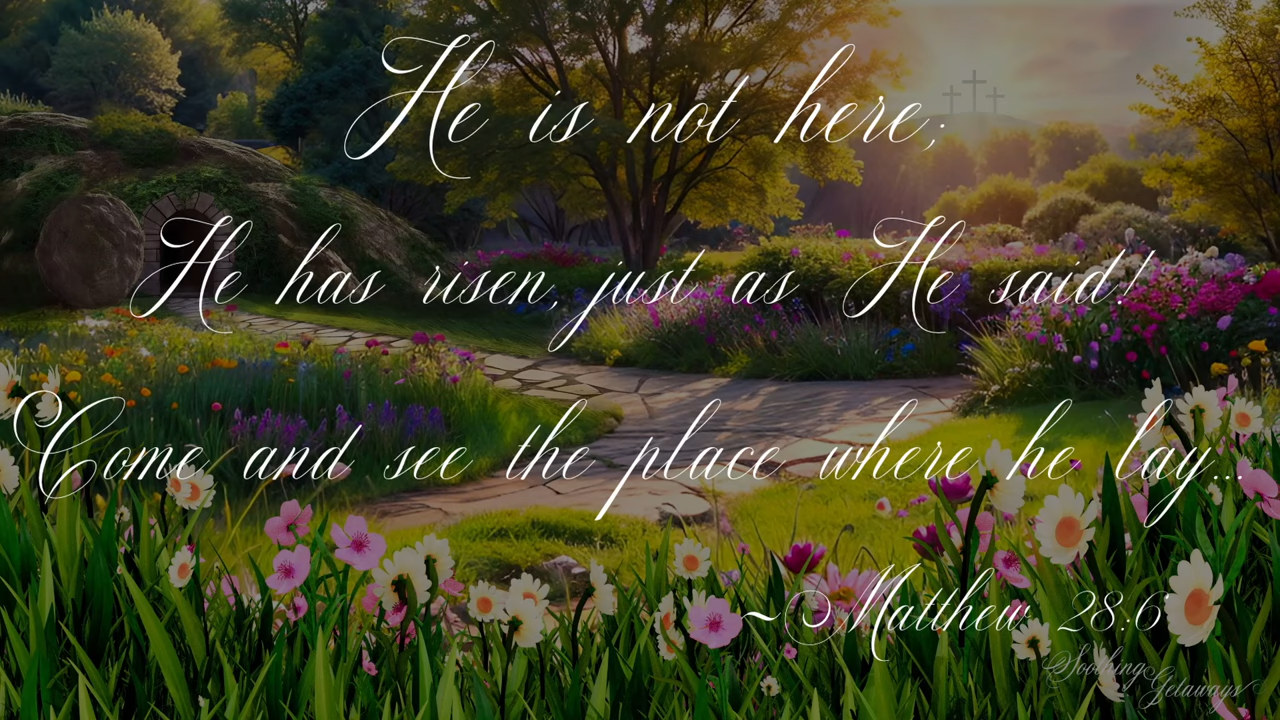 He is not here;
He has risen, just as He said!
Come and see the place where he lay...
~Matthew 28:6
Soothing
Getaways